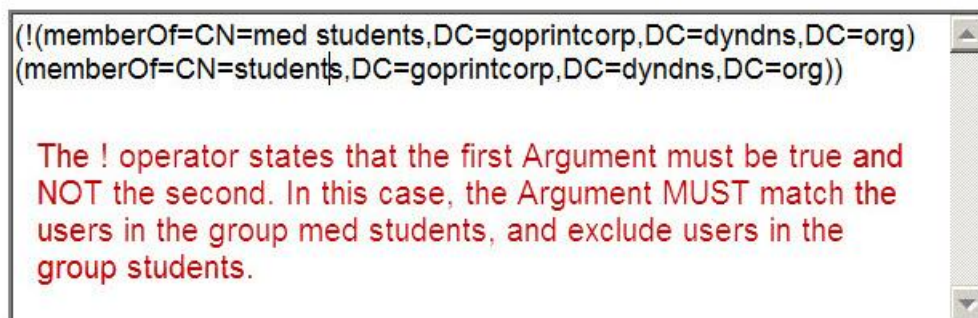 (!(memberOf=CN=med students,DC=goprintcorp,DC=dyndns,DC=org)
(memberOf=CN=students,DC=goprintcorp,DC=dyndns,DC=org))
The ! operator states that the first Argument must be true and
NOT the second. In this case, the Argument MUST match the
users in the group med students, and exclude users in the
group students.